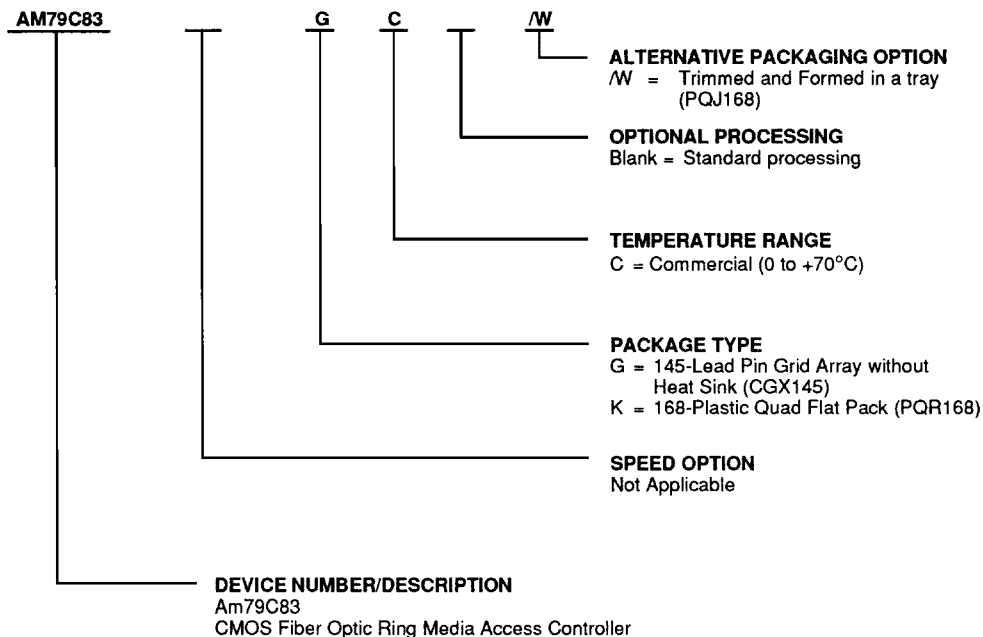 AM79C83 G C /W
ALTERNATIVE PACKAGING OPTION
/W = Trimmed and Formed in a tray
(PQJ168)
OPTIONAL PROCESSING
Blank = Standard processing
TEMPERATURE RANGE
C = Commercial (0 to +70°C)
PACKAGE TYPE
G = 145-Lead Pin Grid Array without
Heat Sink (CGX145)
K = 168-Plastic Quad Flat Pack (PQR168)
SPEED OPTION
Not Applicable
DEVICE NUMBER/DESCRIPTION
Am79C83
CMOS Fiber Optic Ring Media Access Controller